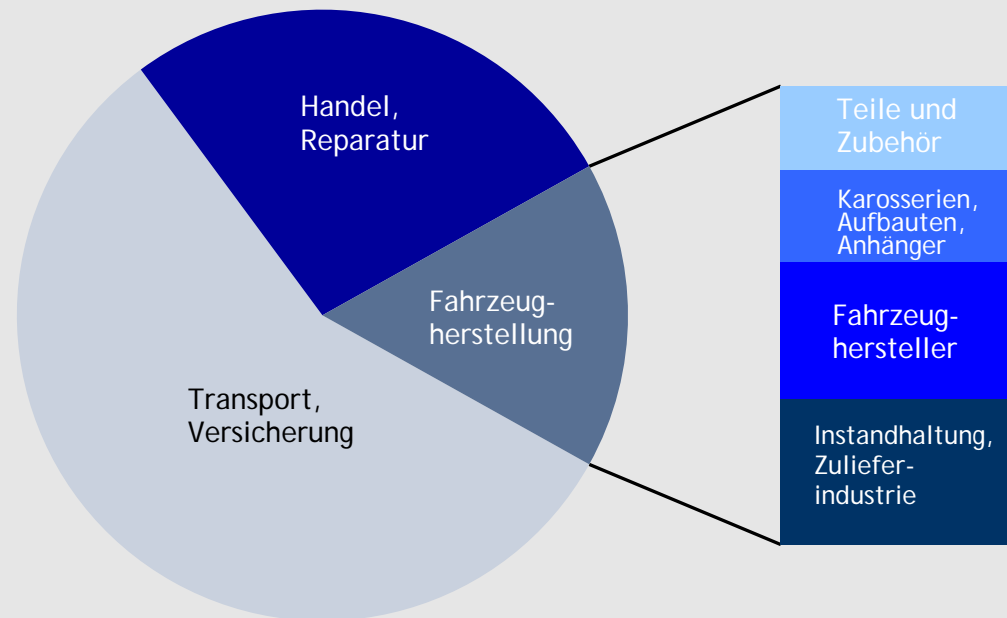 Handel,
Reparatur
Fahrzeug-
herstellung
Transport,
Versicherung
Teile und
Zubehör
Karosserien,
Aufbauten,
Anhänger
Fahrzeug-
hersteller
Instandhaltung,
Zuliefer-
industrie